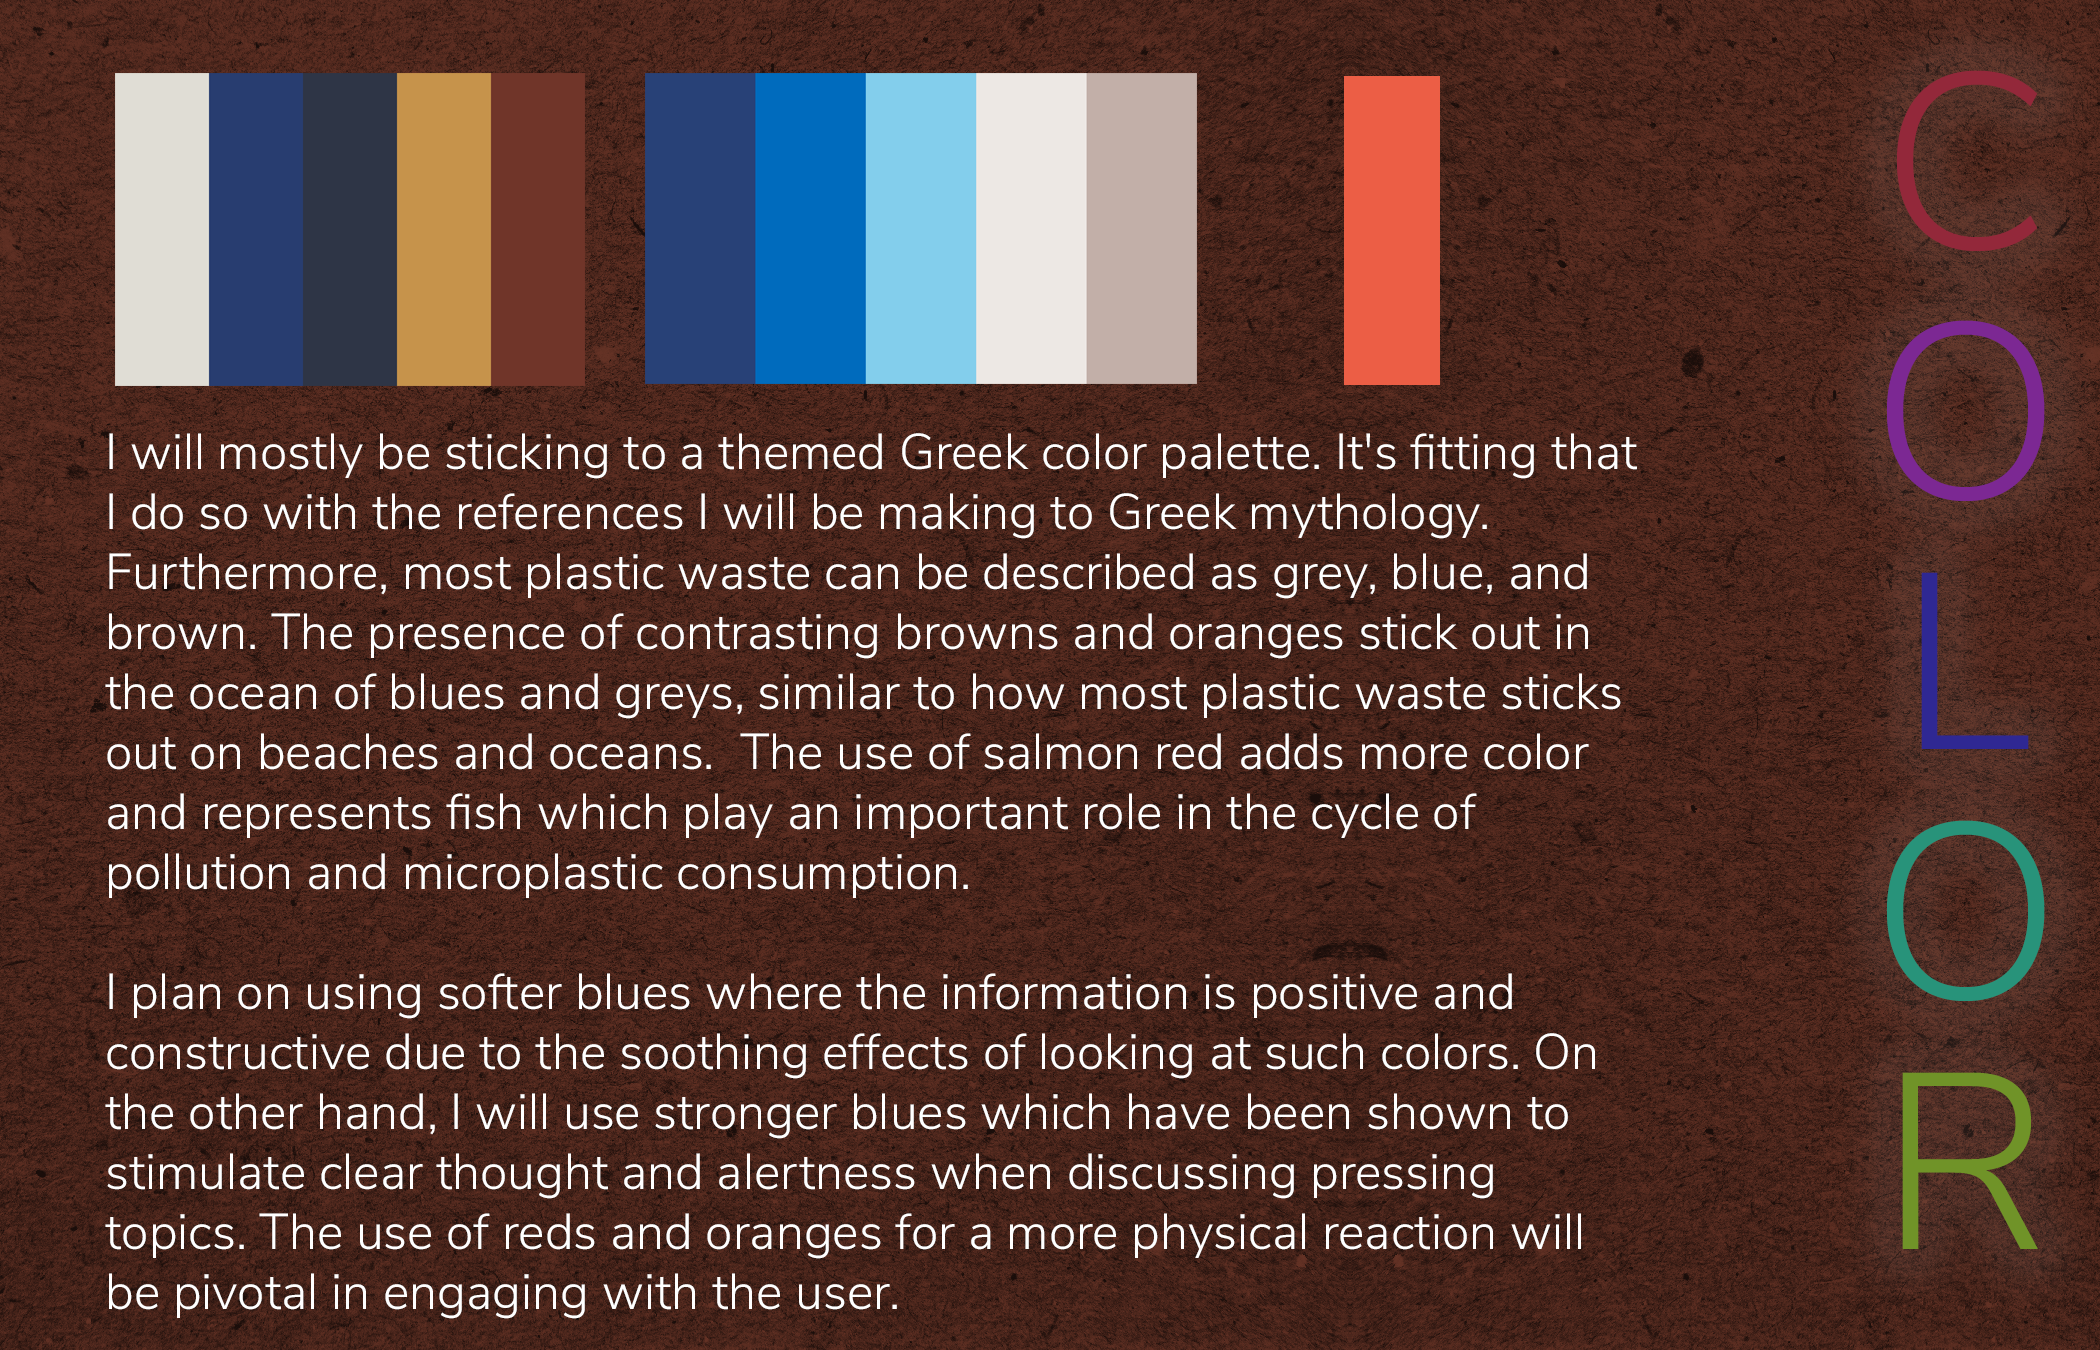 I will mostly be sticking to a themed Greek color palette. It's fitting that
I do so with the references I will be making to Greek mythology.
Furthermore, most plastic waste can be described as grey, blue, and
brown. The presence of contrasting browns and oranges stick out in
the ocean of blues and greys, similar to how most plastic waste sticks
out on beaches and oceans.  The use of salmon red adds more color
and represents fish which play an important role in the cycle of
pollution and microplastic consumption.
I plan on using softer blues where the information is positive and
constructive due to the soothing effects of looking at such colors. On
the other hand, I will use stronger blues which have been shown to
stimulate clear thought and alertness when discussing pressing
topics. The use of reds and oranges for a more physical reaction will
be pivotal in engaging with the user.
COLOR